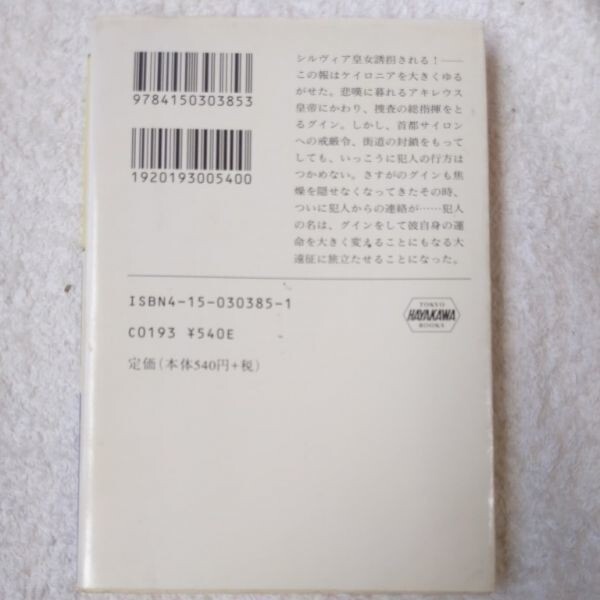 9784150303853
1920193005400
シルヴィア皇女誘拐される！――
この報はケイロニアを大きくゆる
がせた。悲嘆に暮れるアキレウス
皇帝にかわり、捜査の総指揮をと
るグイン。しかし、首都サイロン
への戒厳令、街道の封鎖をもって
しても、いっこうに犯人の行方は
つかめない。さすがのグインも焦
燥を隠せなくなってきたその時、
ついに犯人からの連絡が……犯人
の名は、グインをして彼自身の運
命を大きく変えることにもなる大
遠征に旅立たせることになった。
ISBN4-15-030385-1
C0193 ¥540E
定価（本体540円+税）
TOKYO
HAYAKAWA
BOOKS